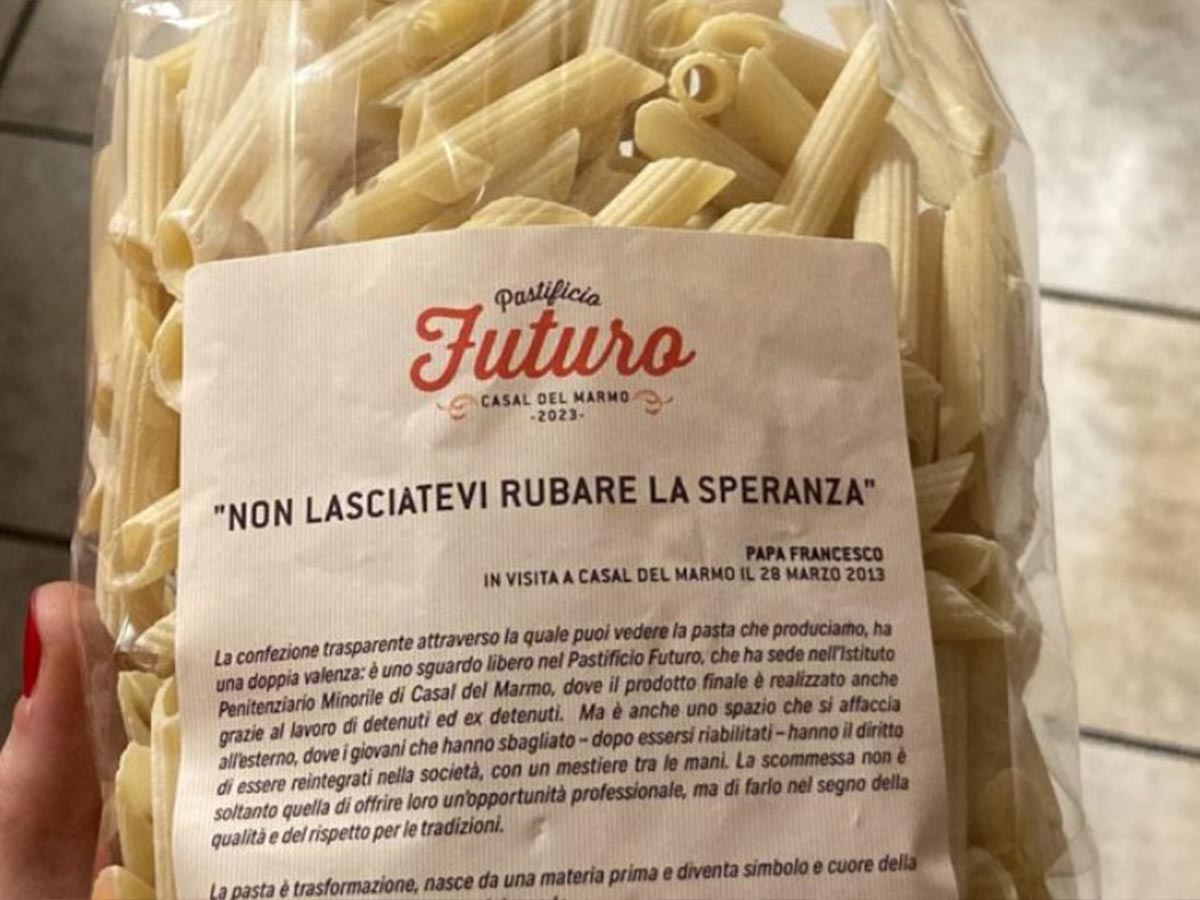 Pastificio
Futuro
CASAL DEL MARMO
-2023-
"NON LASCIATEVI RUBARE LA SPERANZA"
PAPA FRANCESCO
IN VISITA A CASAL DEL MARMO IL 28 MARZO 2013
La confezione trasparente attraverso la quale puoi vedere la pasta che produciamo, ha
una doppia valenza: è uno sguardo libero nel Pastificio Futuro, che ha sede nell'Istituto
Penitenziario Minorile di Casal del Marmo, dove il prodotto finale è realizzato anche
grazie al lavoro di detenuti ed ex detenuti. Ma è anche uno spazio che si affaccia
all'esterno, dove i giovani che hanno sbagliato – dopo essersi riabilitati – hanno il diritto
di essere reintegrati nella società, con un mestiere tra le mani. La scommessa non è
soltanto quella di offrire loro un'opportunità professionale, ma di farlo nel segno della
qualità e del rispetto per le tradizioni.
La pasta è trasformazione, nasce da una materia prima e diventa simbolo e cuore della